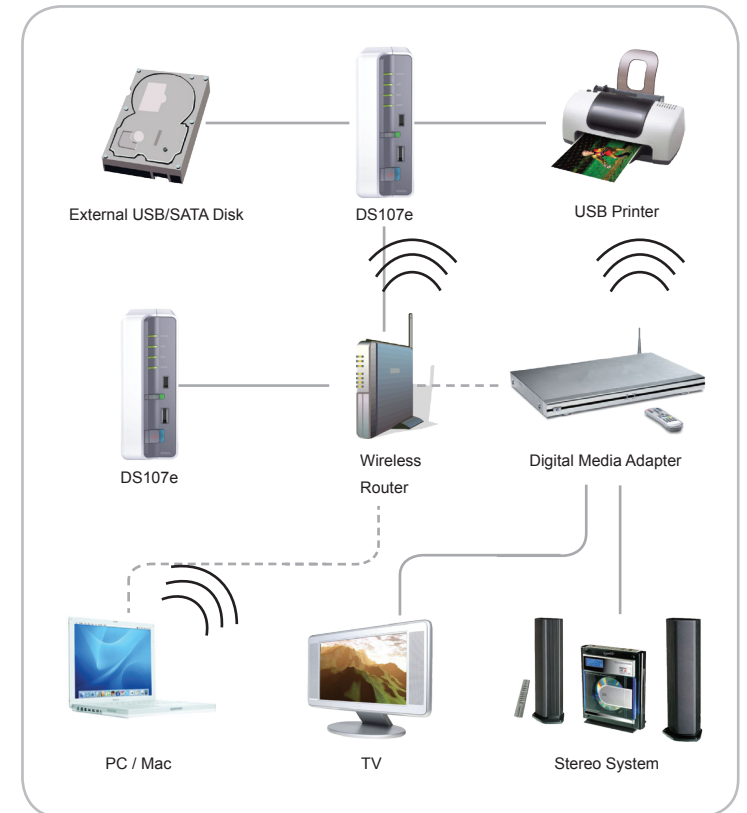 External USB/SATA Disk
DS107e
USB Printer
DS107e
Wireless
Router
Digital Media Adapter
PC / Mac
TV
Stereo System